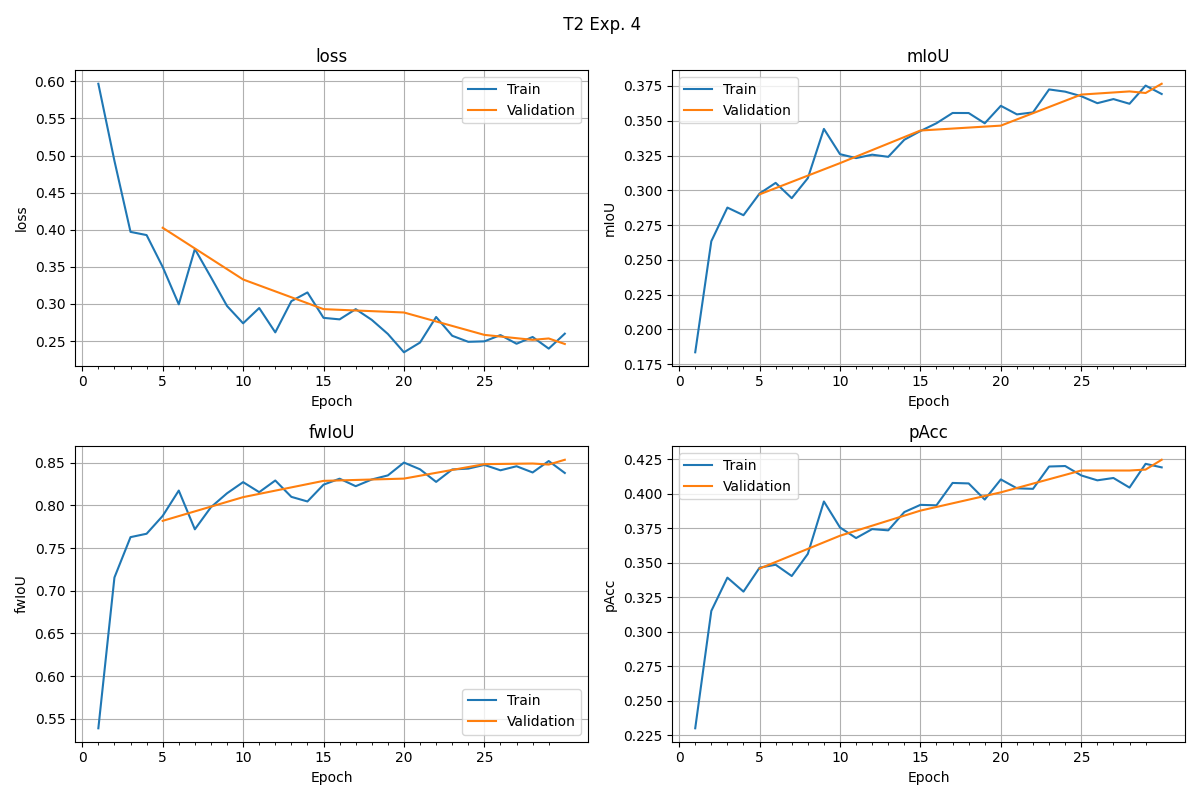 T2 Exp. 4
loss
0.60
0.55
0.50
0.45
0.40
0.35
0.30
0.25
loss
0 5 10 15 20 25
Epoch
Train
Validation
mIoU
0.375
0.350
0.325
0.300
0.275
0.250
0.225
0.200
0.175
mIoU
0 5 10 15 20 25
Epoch
Train
Validation
fwIoU
0.85
0.80
0.75
0.70
0.65
0.60
0.55
fwIoU
0 5 10 15 20 25
Epoch
Train
Validation
pAcc
0.425
0.400
0.375
0.350
0.325
0.300
0.275
0.250
0.225
pAcc
0 5 10 15 20 25
Epoch
Train
Validation